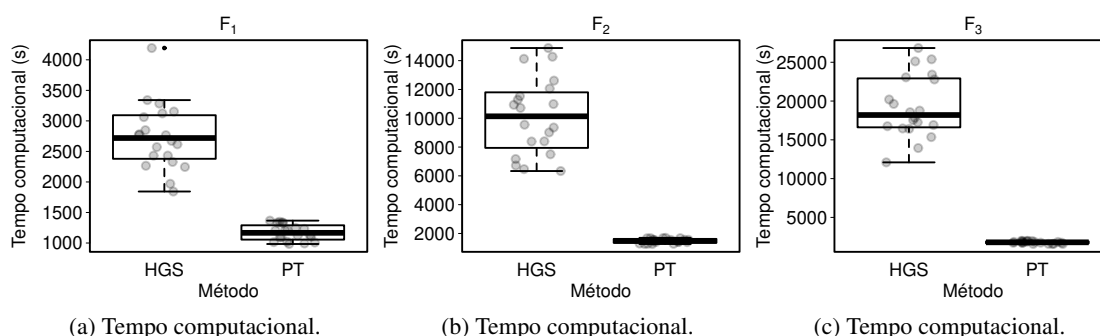 F1
Tempo computacional (s)
4000
3500
3000
2500
2000
1500
1000
HGS PT
Método
(a) Tempo computacional.
F2
Tempo computacional (s)
14000
12000
10000
8000
6000
4000
2000
HGS PT
Método
(b) Tempo computacional.
F3
Tempo computacional (s)
25000
20000
15000
10000
5000
HGS PT
Método
(c) Tempo computacional.